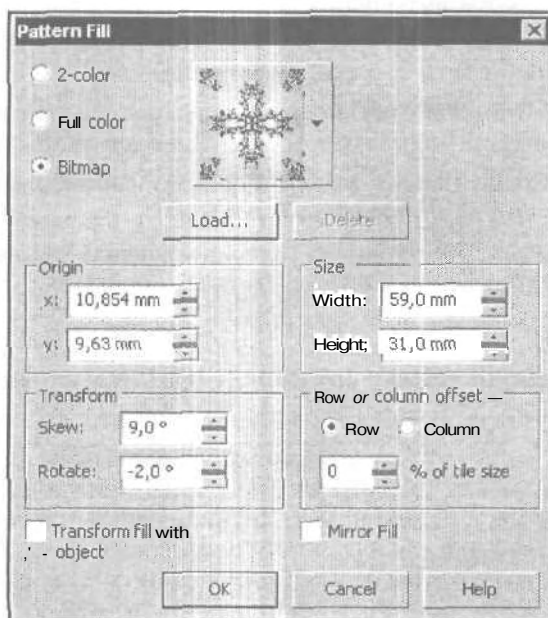 Pattern Fill
2-color
Full color
Bitmap
Load...
Delete
Origin
x: 10,854 mm
y: 9,63 mm
Size
Width: 59,0 mm
Height; 31,0 mm
Transform
Skew: 9,0 °
Rotate: -2,0 °
Row or column offset —
Row Column
0 % of tile size
Transform fill with
,' - object
Mirror Fill
OK Cancel Help